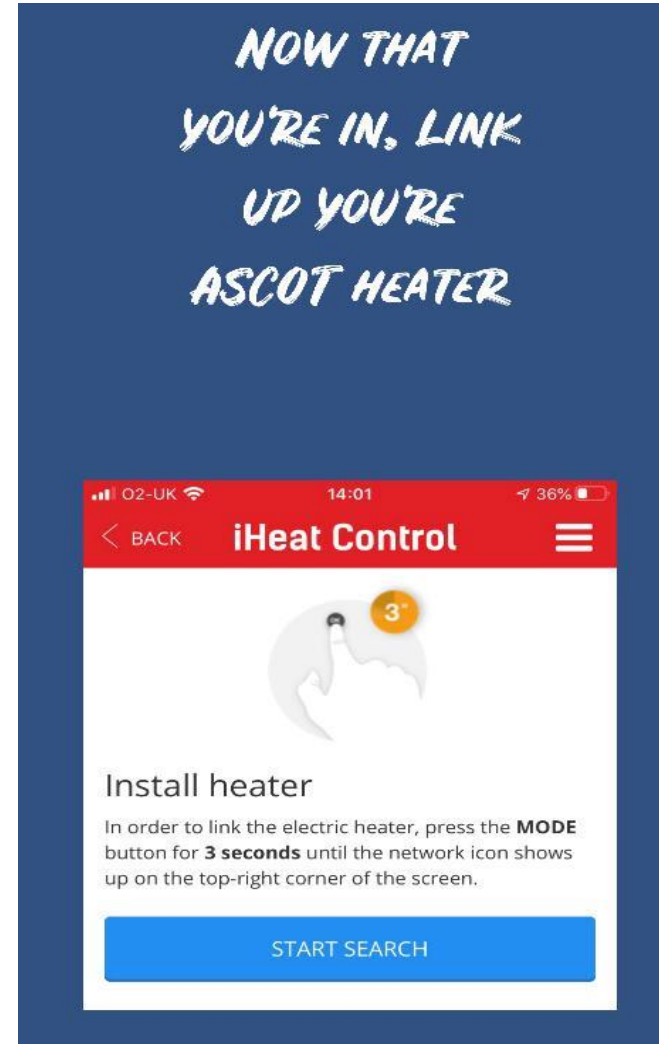 NOW THAT
YOU'RE IN, LINK
UP YOU'RE
ASCOT HEATER
O2-UK 14:01 36%
BACK iHeat Control
3"
Install heater
In order to link the electric heater, press the MODE
button for 3 seconds until the network icon shows
up on the top-right corner of the screen.
START SEARCH